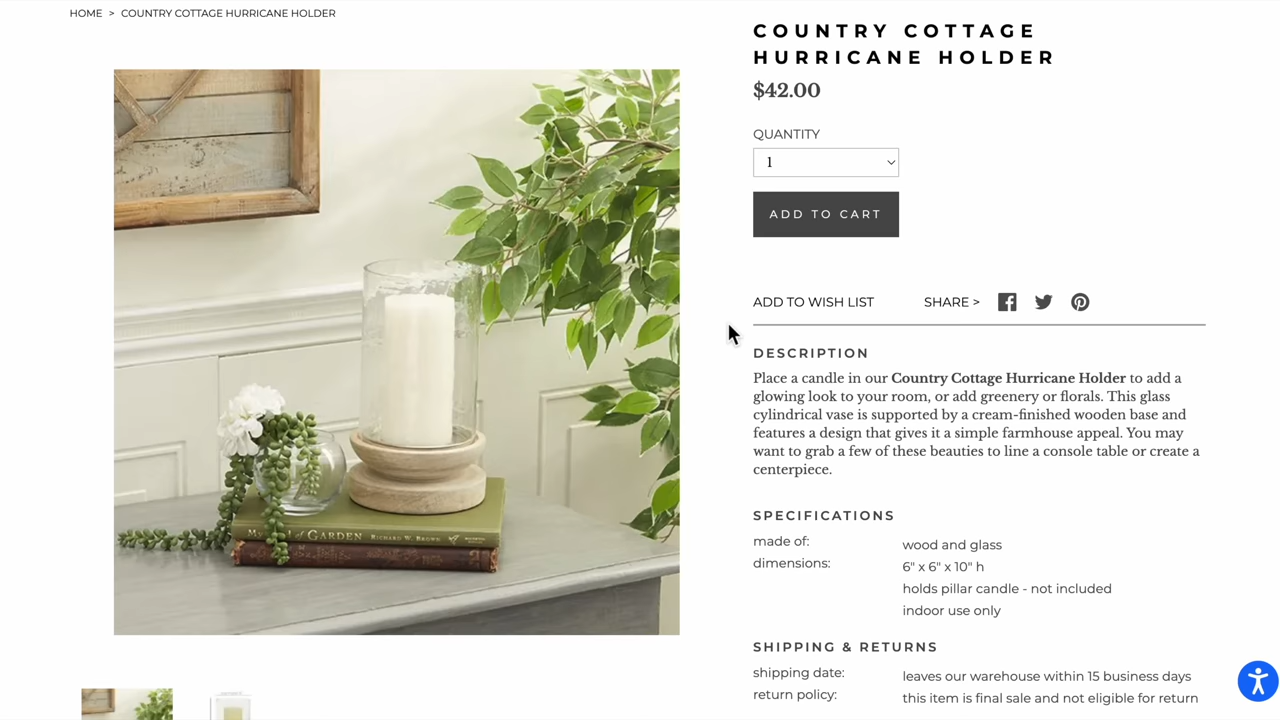 HOME > COUNTRY COTTAGE HURRICANE HOLDER
COUNTRY COTTAGE
HURRICANE HOLDER
$42.00
QUANTITY
1
ADD TO CART
ADD TO WISH LIST
SHARE >
DESCRIPTION
Place a candle in our Country Cottage Hurricane Holder to add a
glowing look to your room, or add greenery or florals. This glass
cylindrical vase is supported by a cream-finished wooden base and
features a design that gives it a simple farmhouse appeal. You may
want to grab a few of these beauties to line a console table or create a
centerpiece.
SPECIFICATIONS
made of: wood and glass
dimensions: 6" x 6" x 10" h
holds pillar candle - not included
indoor use only
SHIPPING & RETURNS
shipping date: leaves our warehouse within 15 business days
return policy: this item is final sale and not eligible for return
of GARDEN RICHARD W. BROWN